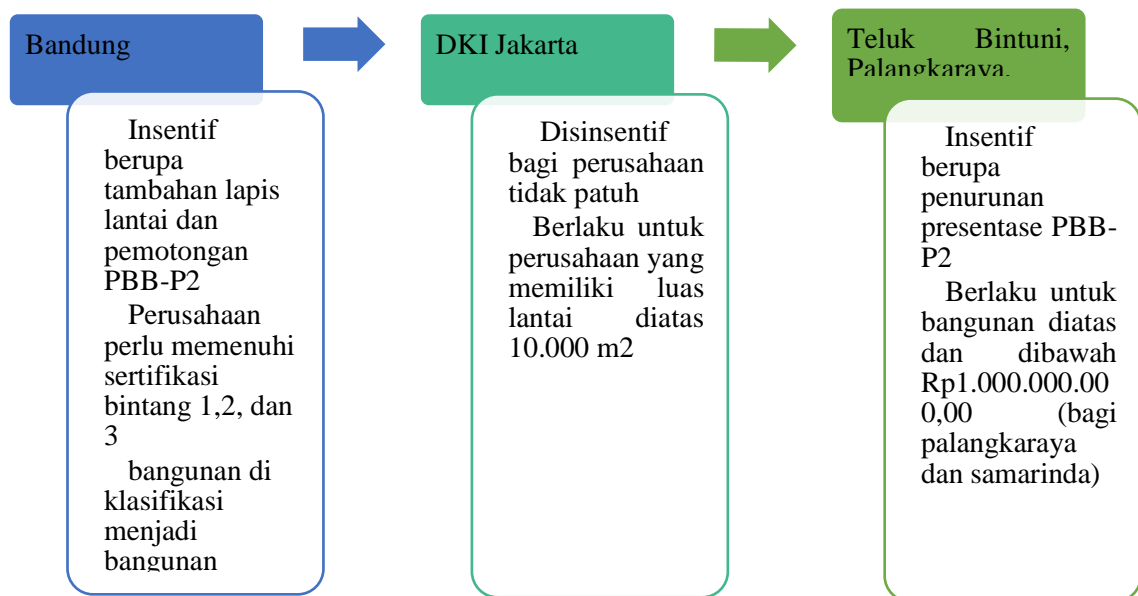 Bandung
Insentif
berupa
tambahan lapis
lantai dan
pemotongan
PBB-P2
Perusahaan
perlu memenuhi
sertifikasi
bintang 1,2, dan
3
bangunan di
klasifikasi
menjadi
bangunan
DKI Jakarta
Disinsentif
bagi perusahaan
tidak patuh
Berlaku untuk
perusahaan yang
memiliki luas
lantai diatas
10.000 m2
Teluk Bintuni,
Palangkaraya,
Insentif
berupa
penurunan
presentase PBB-
P2
Berlaku untuk
bangunan diatas
dan dibawah
Rp1.000.000.00
0,00 (bagi
palangkaraya
dan samarinda)